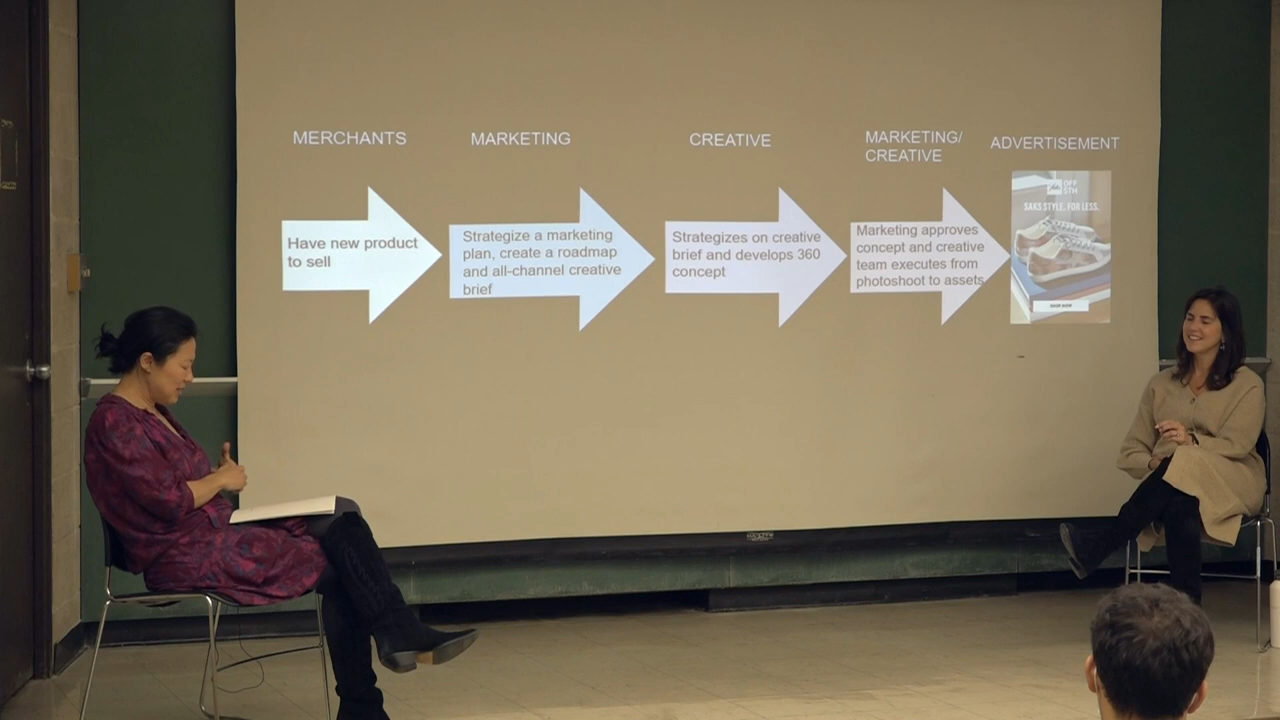 MERCHANTS
MARKETING
CREATIVE
MARKETING/
CREATIVE
ADVERTISEMENT
Have new product
to sell
Strategize a marketing
plan, create a roadmap
and all-channel creative
brief
Strategizes on creative
brief and develops 360
concept
Marketing approves
concept and creative
team executes from
photoshoot to assets
OFF
5TH
SAKS STYLE. FOR LESS.
SHOP NOW